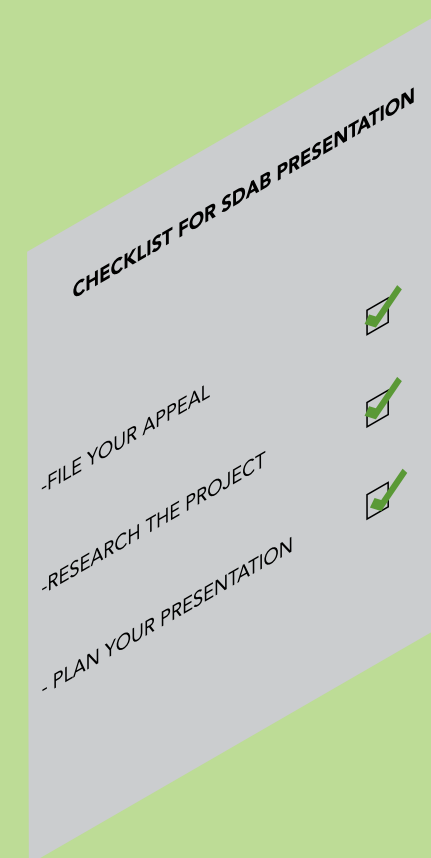 CHECKLIST FOR SDAB PRESENTATION
-FILE YOUR APPEAL
-RESEARCH THE PROJECT
- PLAN YOUR PRESENTATION